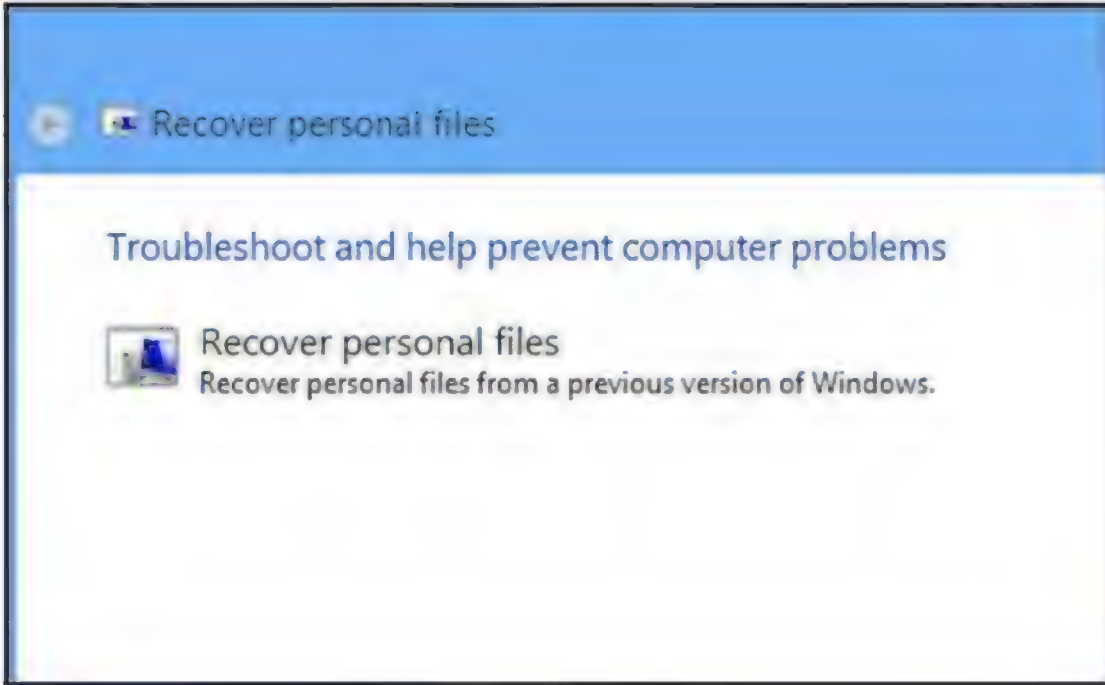 Recover personal files
Troubleshoot and help prevent computer problems
Recover personal files
Recover personal files from a previous version of Windows.